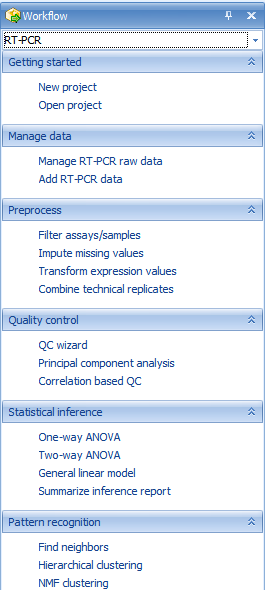 Workflow
RT-PCR
Getting started
New project
Open project
Manage data
Manage RT-PCR raw data
Add RT-PCR data
Preprocess
Filter assays/samples
Impute missing values
Transform expression values
Combine technical replicates
Quality control
QC wizard
Principal component analysis
Correlation based QC
Statistical inference
One-way ANOVA
Two-way ANOVA
General linear model
Summarize inference report
Pattern recognition
Find neighbors
Hierarchical clustering
NMF clustering